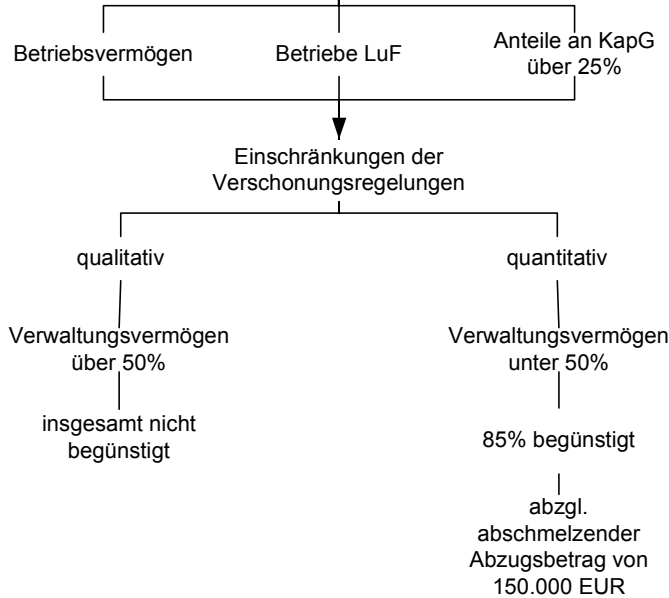 Betriebsvermögen
Betriebe LuF
Anteile an KapG
über 25%
Einschränkungen der
Verschonungsregelungen
qualitativ
quantitativ
Verwaltungsvermögen
über 50%
Verwaltungsvermögen
unter 50%
insgesamt nicht
begünstigt
85% begünstigt
abzgl.
abschmelzender
Abzugsbetrag von
150.000 EUR